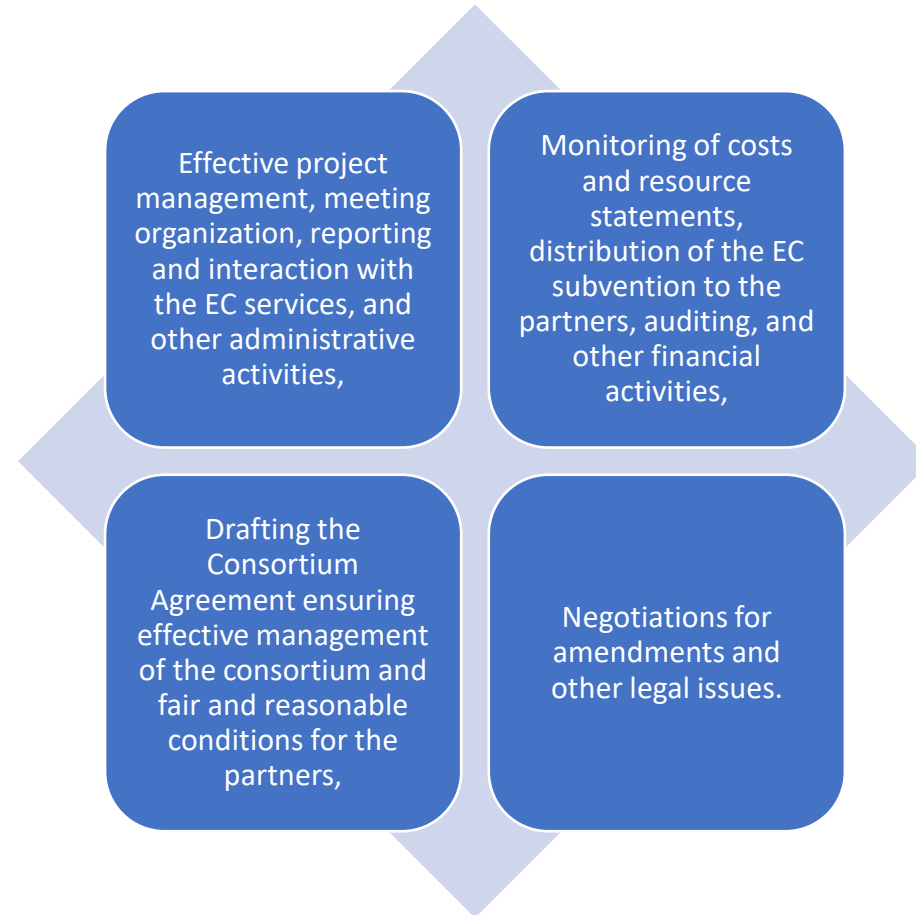 Effective project
management, meeting
organization, reporting
and interaction with
the EC services, and
other administrative
activities,
Monitoring of costs
and resource
statements,
distribution of the EC
subvention to the
partners, auditing, and
other financial
activities,
Drafting the
Consortium
Agreement ensuring
effective management
of the consortium and
fair and reasonable
conditions for the
partners,
Negotiations for
amendments and
other legal issues.